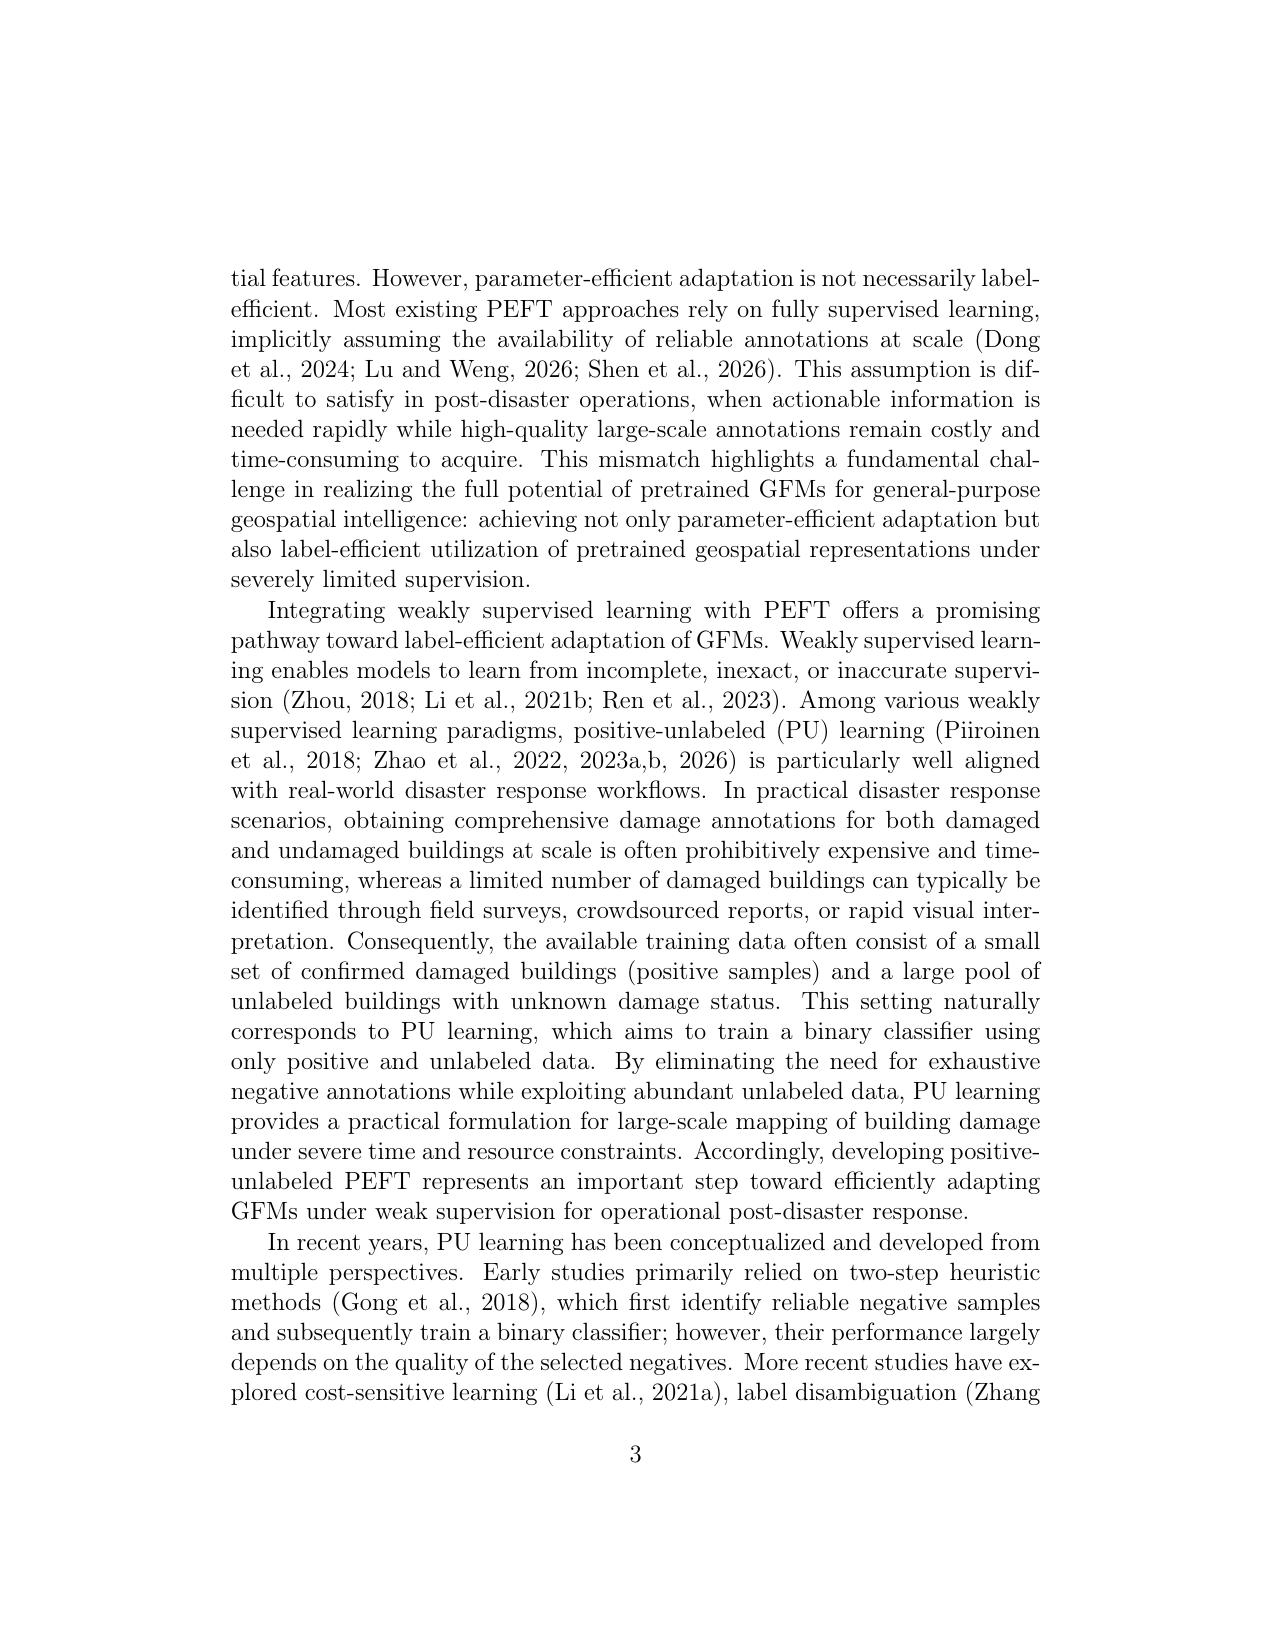 tial features. However, parameter-efficient adaptation is not necessarily label-
efficient. Most existing PEFT approaches rely on fully supervised learning,
implicitly assuming the availability of reliable annotations at scale (Dong
et al., 2024; Lu and Weng, 2026; Shen et al., 2026). This assumption is dif-
ficult to satisfy in post-disaster operations, when actionable information is
needed rapidly while high-quality large-scale annotations remain costly and
time-consuming to acquire. This mismatch highlights a fundamental chal-
lenge in realizing the full potential of pretrained GFMs for general-purpose
geospatial intelligence: achieving not only parameter-efficient adaptation but
also label-efficient utilization of pretrained geospatial representations under
severely limited supervision.
Integrating weakly supervised learning with PEFT offers a promising
pathway toward label-efficient adaptation of GFMs. Weakly supervised learn-
ing enables models to learn from incomplete, inexact, or inaccurate supervi-
sion (Zhou, 2018; Li et al., 2021b; Ren et al., 2023). Among various weakly
supervised learning paradigms, positive-unlabeled (PU) learning (Piiroinen
et al., 2018; Zhao et al., 2022, 2023a,b, 2026) is particularly well aligned
with real-world disaster response workflows. In practical disaster response
scenarios, obtaining comprehensive damage annotations for both damaged
and undamaged buildings at scale is often prohibitively expensive and time-
consuming, whereas a limited number of damaged buildings can typically be
identified through field surveys, crowdsourced reports, or rapid visual inter-
pretation. Consequently, the available training data often consist of a small
set of confirmed damaged buildings (positive samples) and a large pool of
unlabeled buildings with unknown damage status. This setting naturally
corresponds to PU learning, which aims to train a binary classifier using
only positive and unlabeled data. By eliminating the need for exhaustive
negative annotations while exploiting abundant unlabeled data, PU learning
provides a practical formulation for large-scale mapping of building damage
under severe time and resource constraints. Accordingly, developing positive-
unlabeled PEFT represents an important step toward efficiently adapting
GFMs under weak supervision for operational post-disaster response.
In recent years, PU learning has been conceptualized and developed from
multiple perspectives. Early studies primarily relied on two-step heuristic
methods (Gong et al., 2018), which first identify reliable negative samples
and subsequently train a binary classifier; however, their performance largely
depends on the quality of the selected negatives. More recent studies have ex-
plored cost-sensitive learning (Li et al., 2021a), label disambiguation (Zhang
3